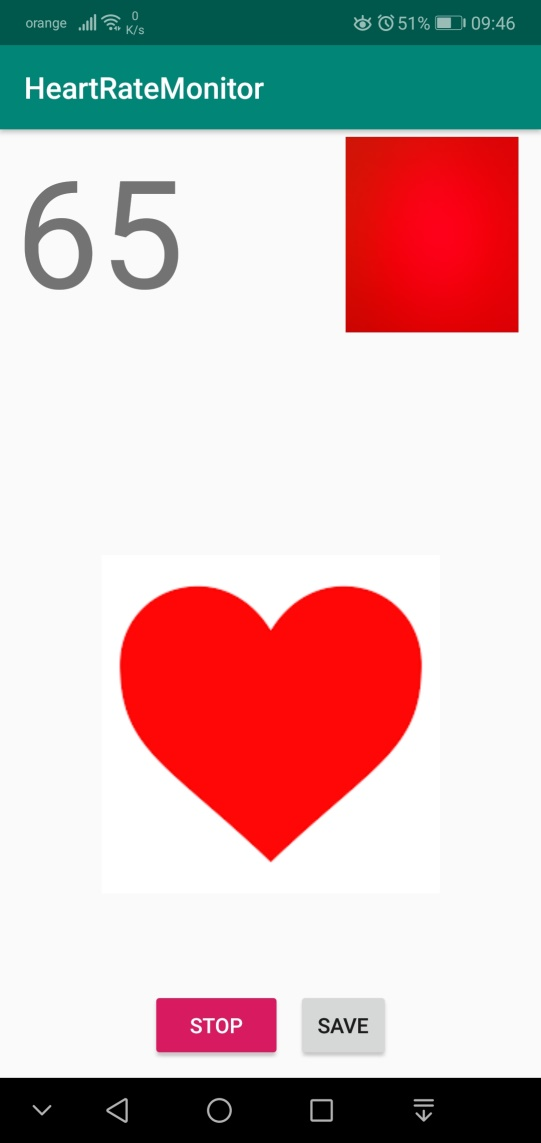 orange 0 K/s 51% 09:46
HeartRateMonitor
65
STOP SAVE